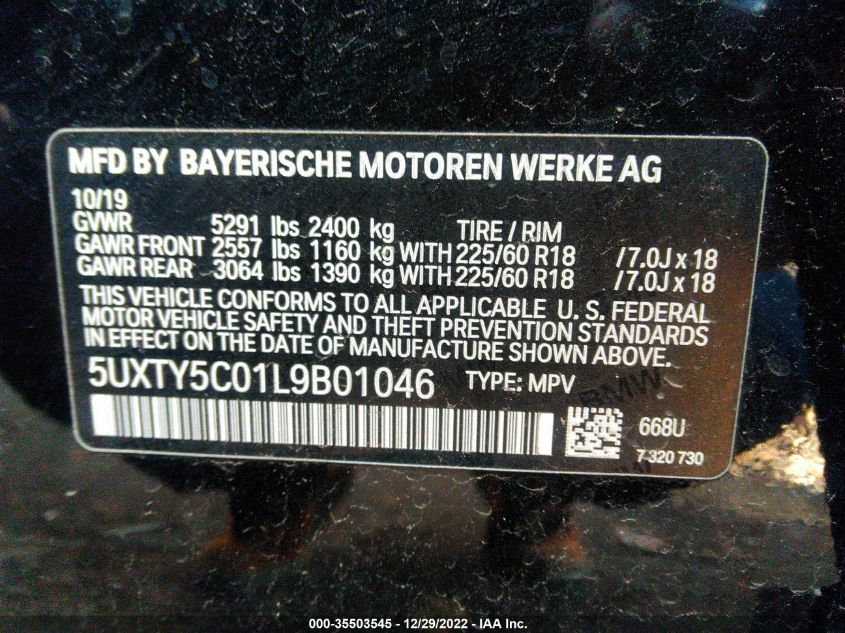 MFD BY BAYERISCHE MOTOREN WERKE AG
10/19
GVWR 5291 lbs 2400 kg TIRE / RIM
GAWR FRONT 2557 lbs 1160 kg WITH 225/60 R18 / 7.0J x 18
GAWR REAR 3064 lbs 1390 kg WITH 225/60 R18 / 7.0J x 18
THIS VEHICLE CONFORMS TO ALL APPLICABLE U. S. FEDERAL
MOTOR VEHICLE SAFETY AND THEFT PREVENTION STANDARDS
IN EFFECT ON THE DATE OF MANUFACTURE SHOWN ABOVE.
5UXTY5C01L9B01046 TYPE: MPV
BMW
668U
7 320 730
000-35503545 - 12/29/2022 - IAA Inc.